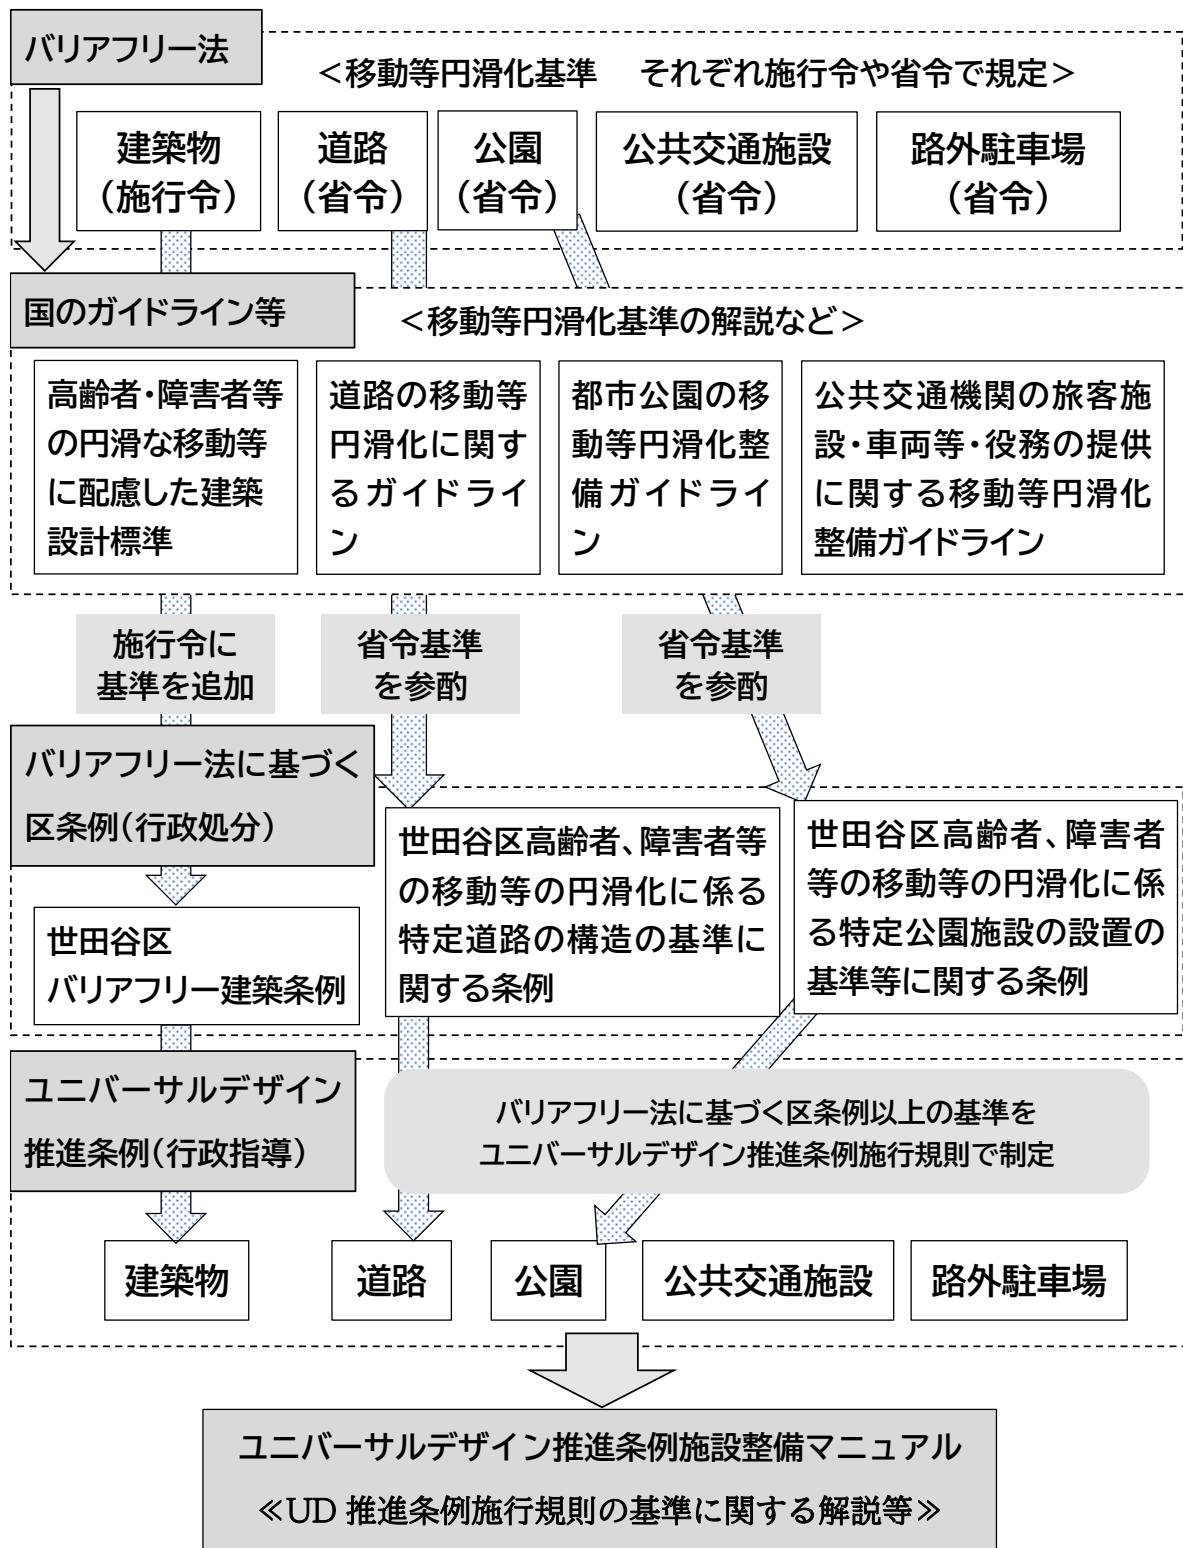 バリアフリー法
＜移動等円滑化基準　それぞれ施行令や省令で規定＞
建築物
（施行令）
道路
（省令）
公園
（省令）
公共交通施設
（省令）
路外駐車場
（省令）
国のガイドライン等
＜移動等円滑化基準の解説など＞
高齢者・障害者等
の円滑な移動等
に配慮した建築
設計標準
道路の移動等
円滑化に関す
るガイドライ
ン
都市公園の移
動等円滑化整
備ガイドライ
ン
公共交通機関の旅客施
設・車両等・役務の提供
に関する移動等円滑化
整備ガイドライン
施行令に
基準を追加
省令基準
を参酌
省令基準
を参酌
バリアフリー法に基づく
区条例（行政処分）
世田谷区
バリアフリー建築条例
世田谷区高齢者、障害者等
の移動等の円滑化に係る
特定道路の構造の基準に
関する条例
世田谷区高齢者、障害者
等の移動等の円滑化に係
る特定公園施設の設置の
基準等に関する条例
ユニバーサルデザイン
推進条例（行政指導）
バリアフリー法に基づく区条例以上の基準を
ユニバーサルデザイン推進条例施行規則で制定
建築物
道路
公園
公共交通施設
路外駐車場
ユニバーサルデザイン推進条例施設整備マニュアル
≪UD 推進条例施行規則の基準に関する解説等≫